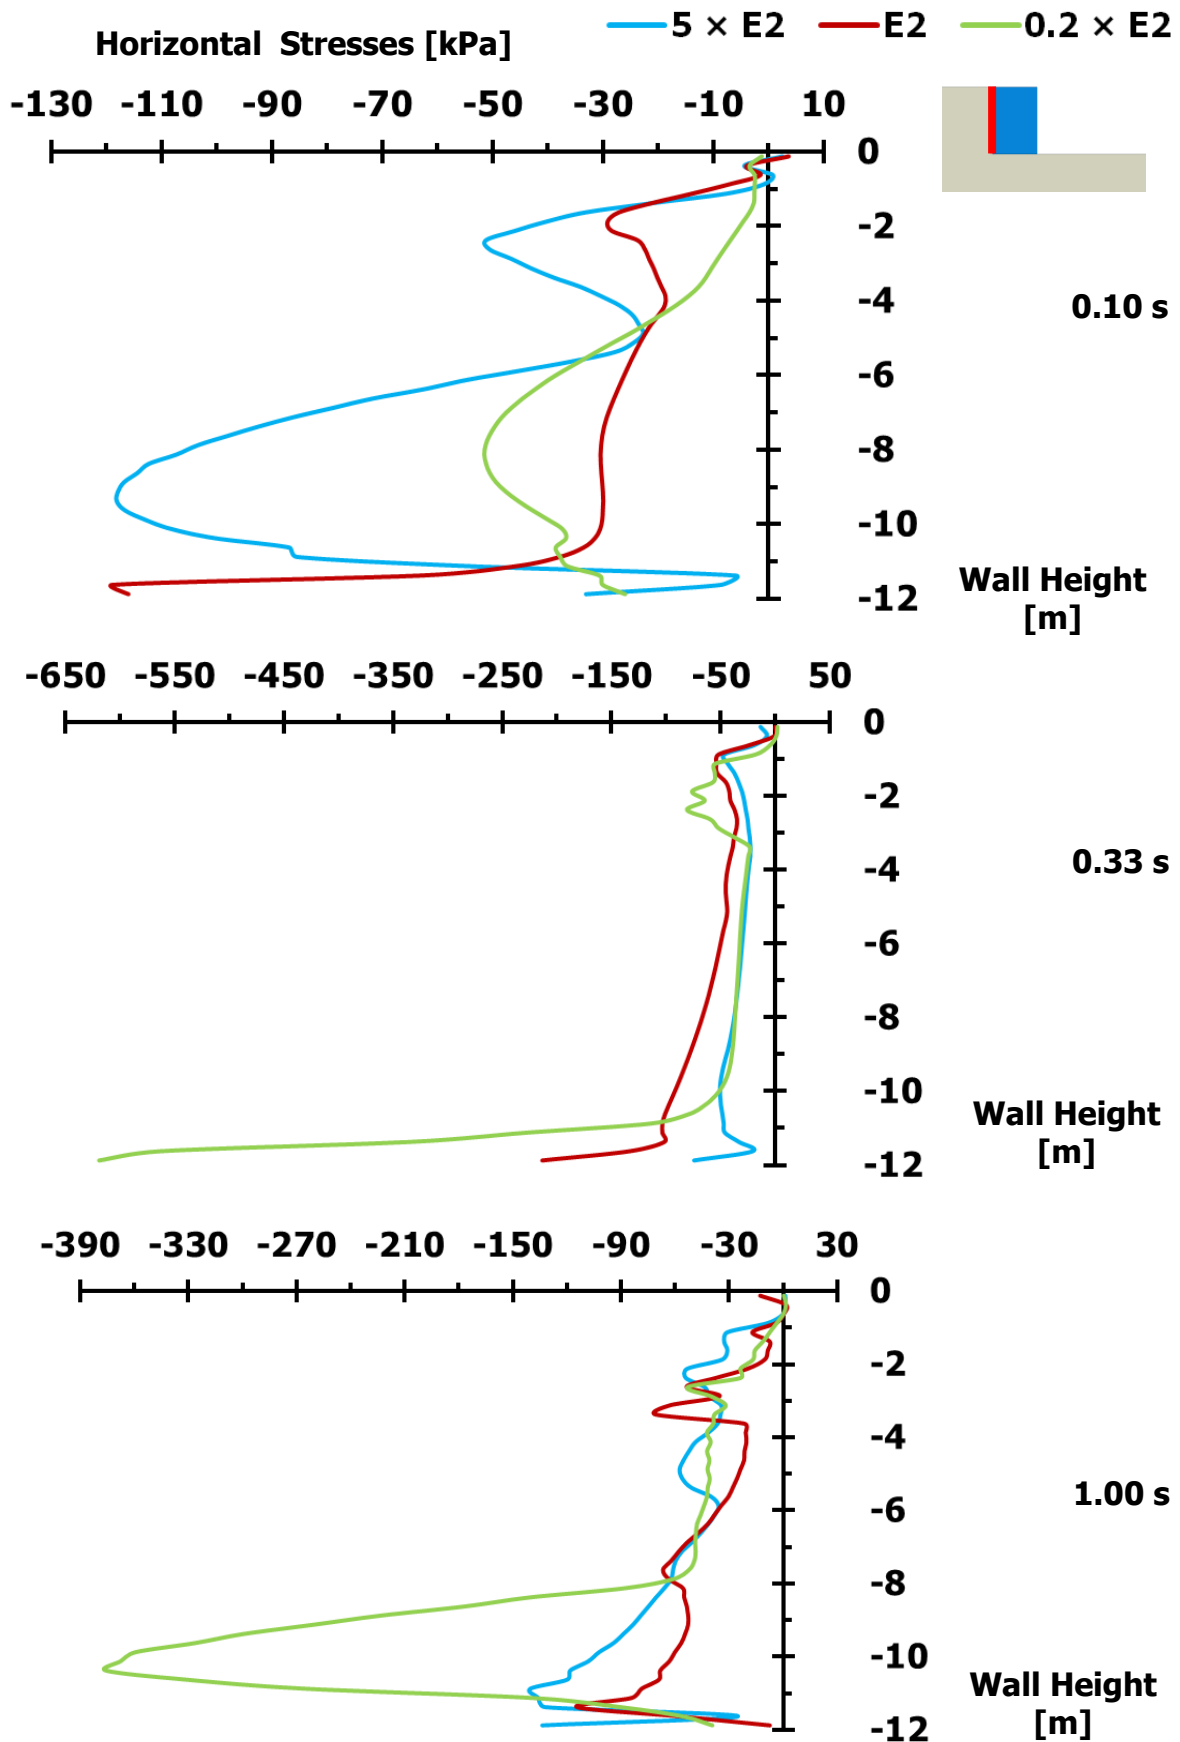 5 × E2 E2 0.2 × E2
Horizontal Stresses [kPa]
-130 -110 -90 -70 -50 -30 -10 10
0
-2
-4
0.10 s
-6
-8
-10
-12
Wall Height
[m]
-650 -550 -450 -350 -250 -150 -50 50
0
-2
-4
0.33 s
-6
-8
-10
-12
Wall Height
[m]
-390 -330 -270 -210 -150 -90 -30 30
0
-2
-4
1.00 s
-6
-8
-10
-12
Wall Height
[m]